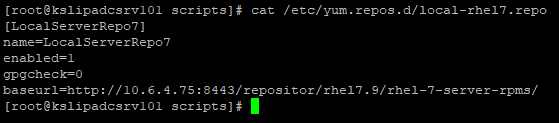 [root@kslipadcsrv101 scripts]# cat /etc/yum.repos.d/local-rhel7.repo
[LocalServerRepo7]
name=LocalServerRepo7
enabled=1
gpgcheck=0
baseurl=http://10.6.4.75:8443/repositor/rhel7.9/rhel-7-server-rpms/
[root@kslipadcsrv101 scripts]#